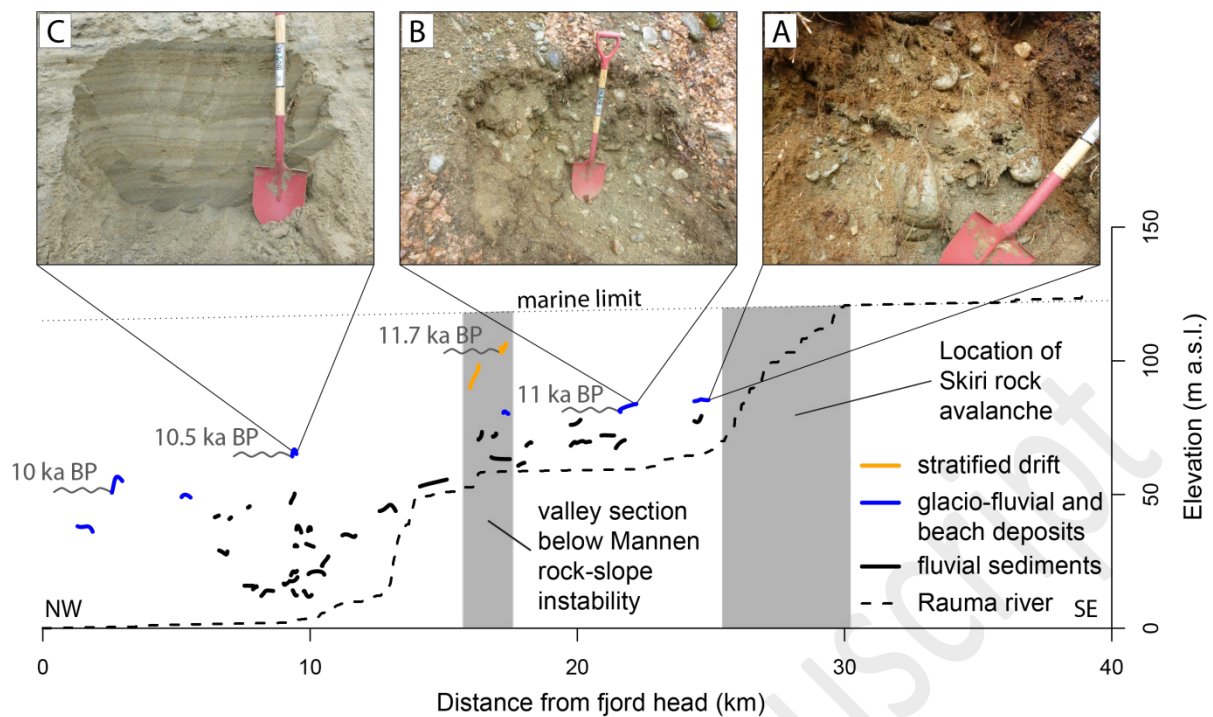 C
B
A
marine limit
11.7 ka BP
11 ka BP
10.5 ka BP
10 ka BP
Location of
Skiri rock
avalanche
valley section
below Mannen
rock-slope
instability
stratified drift
glacio-fluvial and
beach deposits
fluvial sediments
Rauma river
NW
SE
0
10
20
30
40
Distance from fjord head (km)
150
100
50
0
Elevation (m a.s.l.)